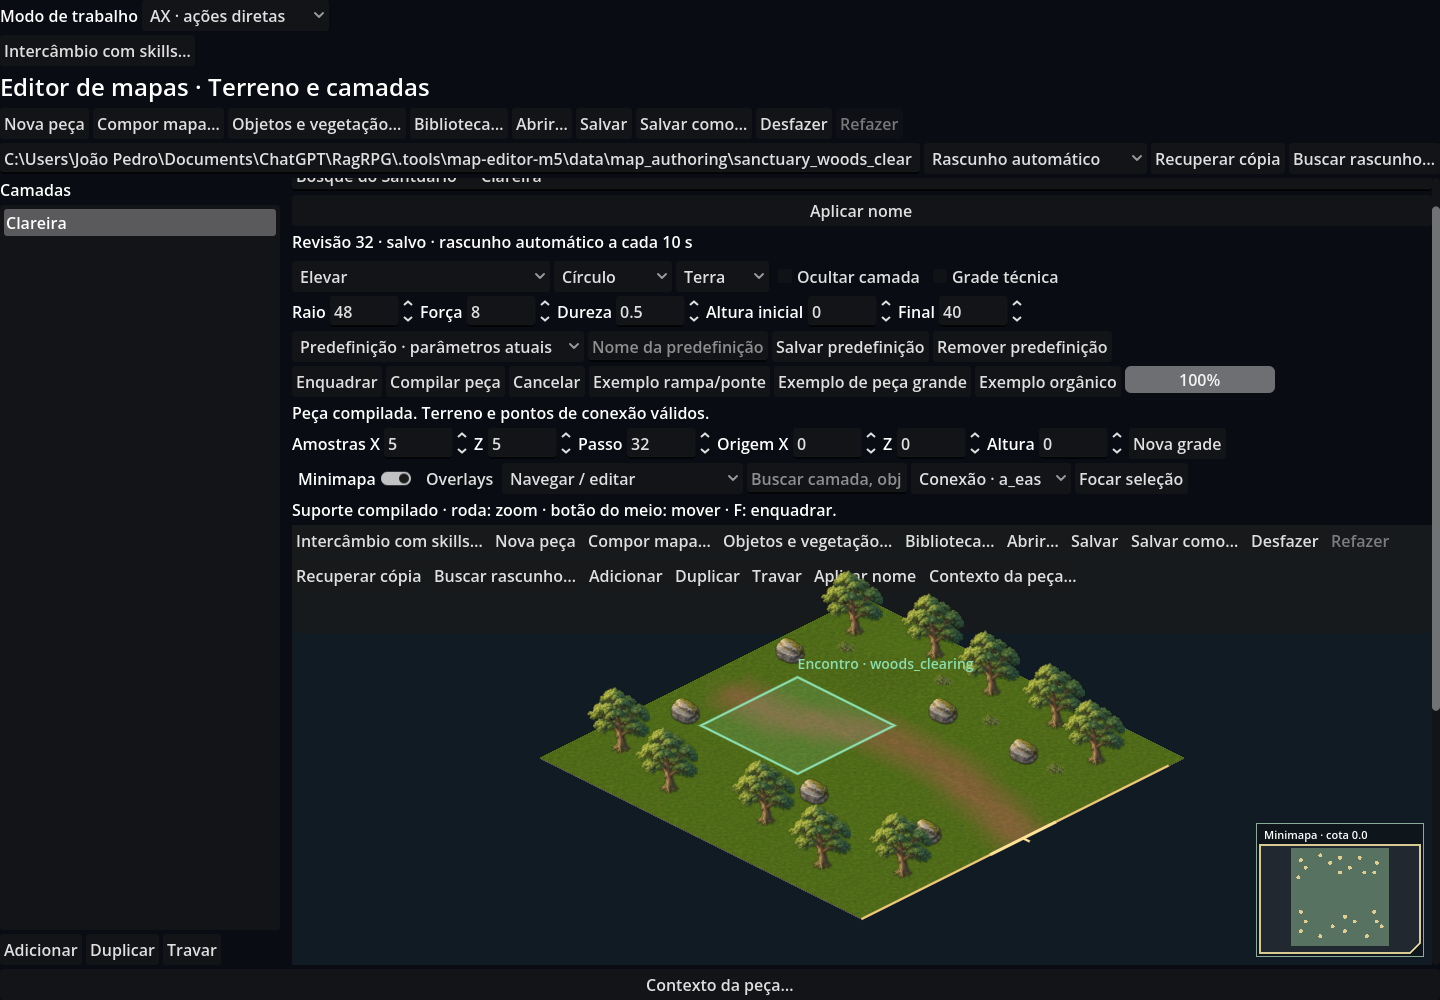 Modo de trabalho AX · ações diretas
Intercâmbio com skills...
Editor de mapas · Terreno e camadas
Nova peça Compor mapa... Objetos e vegetação... Biblioteca... Abrir... Salvar Salvar como... Desfazer Refazer
C:\Users\João Pedro\Documents\ChatGPT\RagRPG\.tools\map-editor-m5\data\map_authoring\sanctuary_woods_clear Rascunho automático Recuperar cópia Buscar rascunho...
Camadas
Clareira
Bosque do Santuário — Clareira
Aplicar nome
Revisão 32 · salvo · rascunho automático a cada 10 s
Elevar Círculo Terra Ocultar camada Grade técnica
Raio 48 Força 8 Dureza 0.5 Altura inicial 0 Final 40
Predefinição · parâmetros atuais Nome da predefinição Salvar predefinição Remover predefinição
Enquadrar Compilar peça Cancelar Exemplo rampa/ponte Exemplo de peça grande Exemplo orgânico 100%
Peça compilada. Terreno e pontos de conexão válidos.
Amostras X 5 Z 5 Passo 32 Origem X 0 Z 0 Altura 0 Nova grade
Minimapa Overlays Navegar / editar Buscar camada, obj Conexão · a_eas Focar seleção
Suporte compilado · roda: zoom · botão do meio: mover · F: enquadrar.
Intercâmbio com skills... Nova peça Compor mapa... Objetos e vegetação... Biblioteca... Abrir... Salvar Salvar como... Desfazer Refazer
Recuperar cópia Buscar rascunho... Adicionar Duplicar Travar Aplicar nome Contexto da peça...
Encontro · woods_clearing
Minimapa · cota 0.0
Adicionar Duplicar Travar
Contexto da peça...